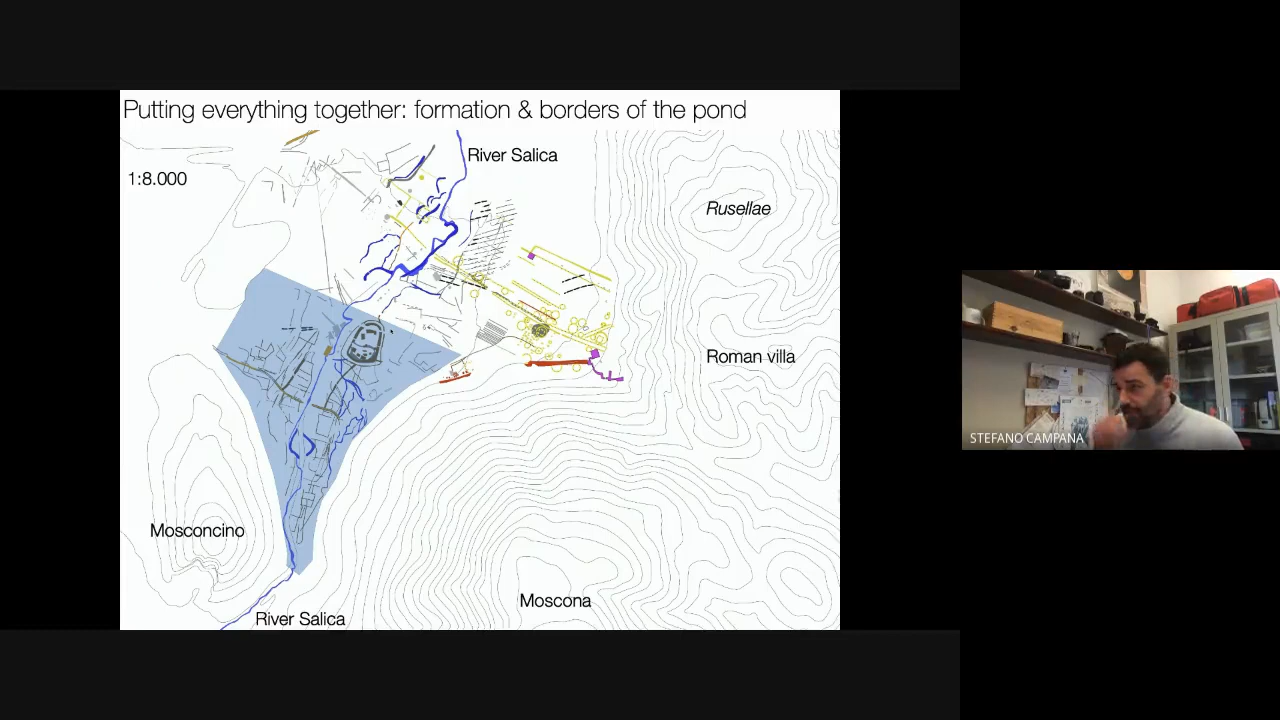 Putting everything together: formation & borders of the pond
River Salica
1:8.000
Rusellae
Roman villa
Mosconcino
Moscona
River Salica
STEFANO CAMPANA